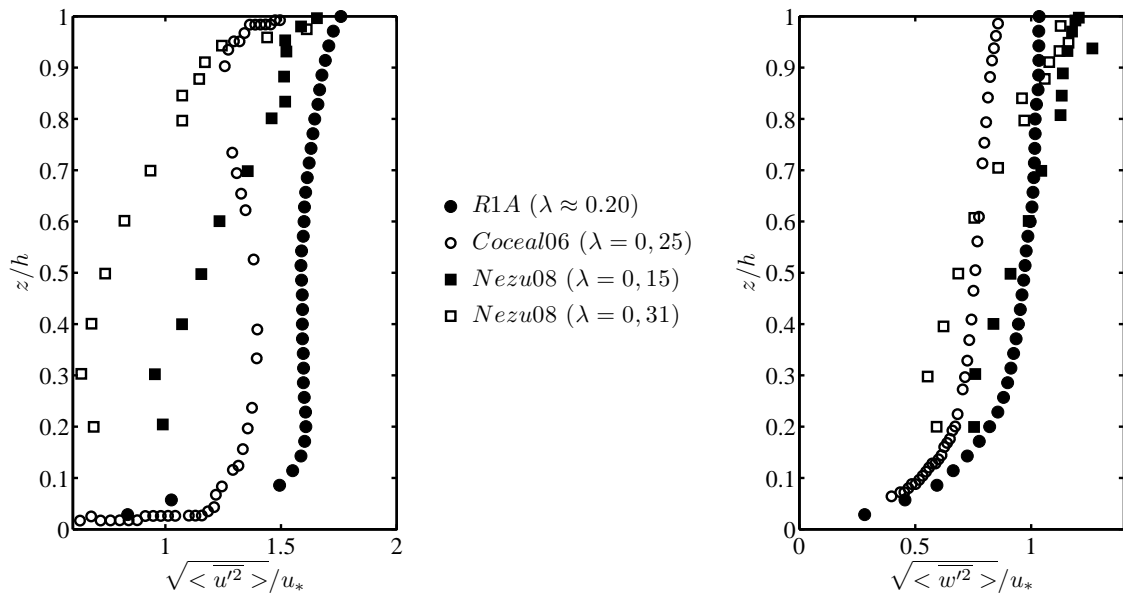 1
0.9
0.8
0.7
0.6
0.5
0.4
0.3
0.2
0.1
0
z/h
1 1.5 2
√< u′² >/u*
R1A (λ ≈ 0.20)
Coceal06 (λ = 0, 25)
Nezu08 (λ = 0, 15)
Nezu08 (λ = 0, 31)
1
0.9
0.8
0.7
0.6
0.5
0.4
0.3
0.2
0.1
0
z/h
0 0.5 1
√< w′² >/u*